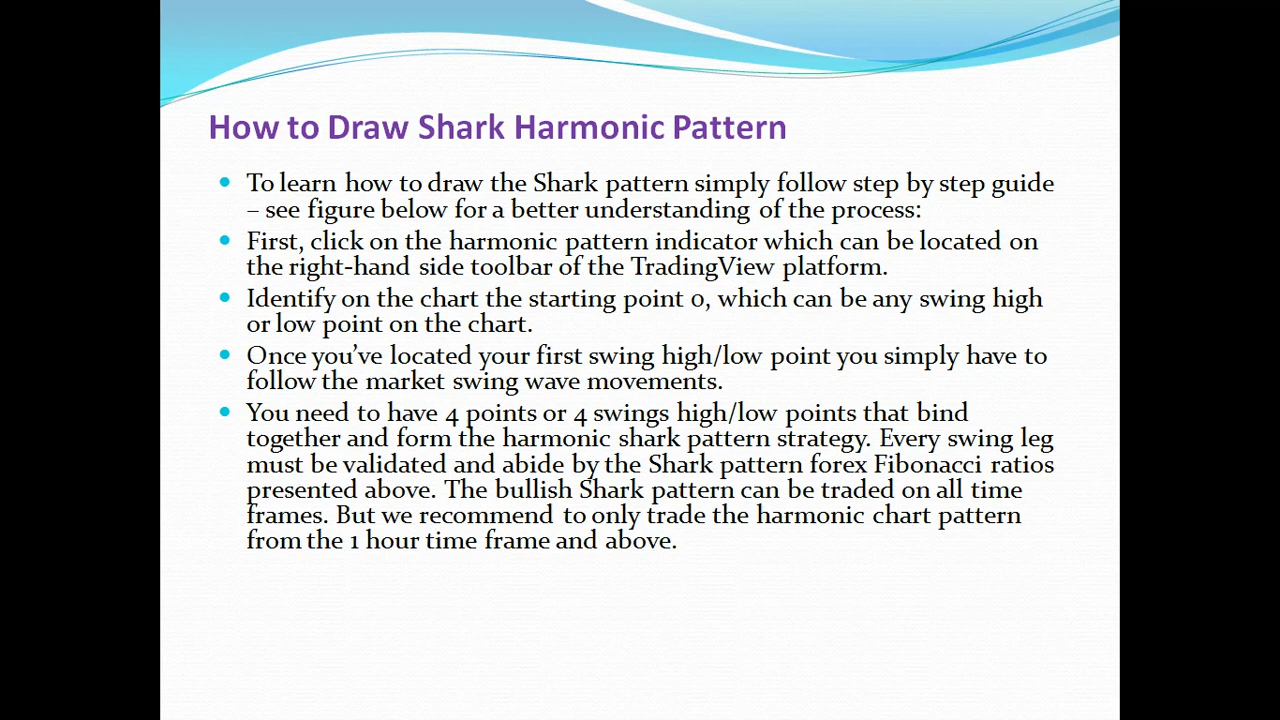 How to Draw Shark Harmonic Pattern
• To learn how to draw the Shark pattern simply follow step by step guide
– see figure below for a better understanding of the process:
• First, click on the harmonic pattern indicator which can be located on
the right-hand side toolbar of the TradingView platform.
• Identify on the chart the starting point 0, which can be any swing high
or low point on the chart.
• Once you’ve located your first swing high/low point you simply have to
follow the market swing wave movements.
• You need to have 4 points or 4 swings high/low points that bind
together and form the harmonic shark pattern strategy. Every swing leg
must be validated and abide by the Shark pattern forex Fibonacci ratios
presented above. The bullish Shark pattern can be traded on all time
frames. But we recommend to only trade the harmonic chart pattern
from the 1 hour time frame and above.